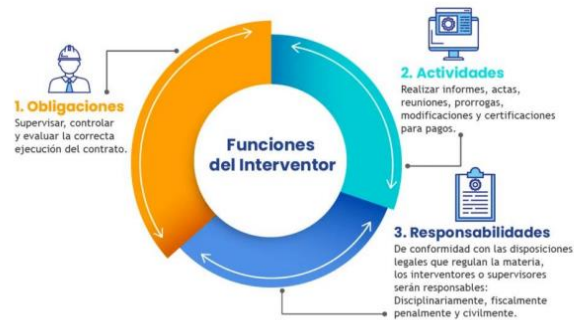 Funciones
del Interventor
1. Obligaciones
Supervisar, controlar
y evaluar la correcta
ejecución del contrato.
2. Actividades
Realizar informes, actas,
reuniones, prorrogas,
modificaciones y certificaciones
para pagos.
3. Responsabilidades
De conformidad con las disposiciones
legales que regulan la materia,
los interventores o supervisores
serán responsables:
Disciplinariamente, fiscalmente
penalmente y civilmente.